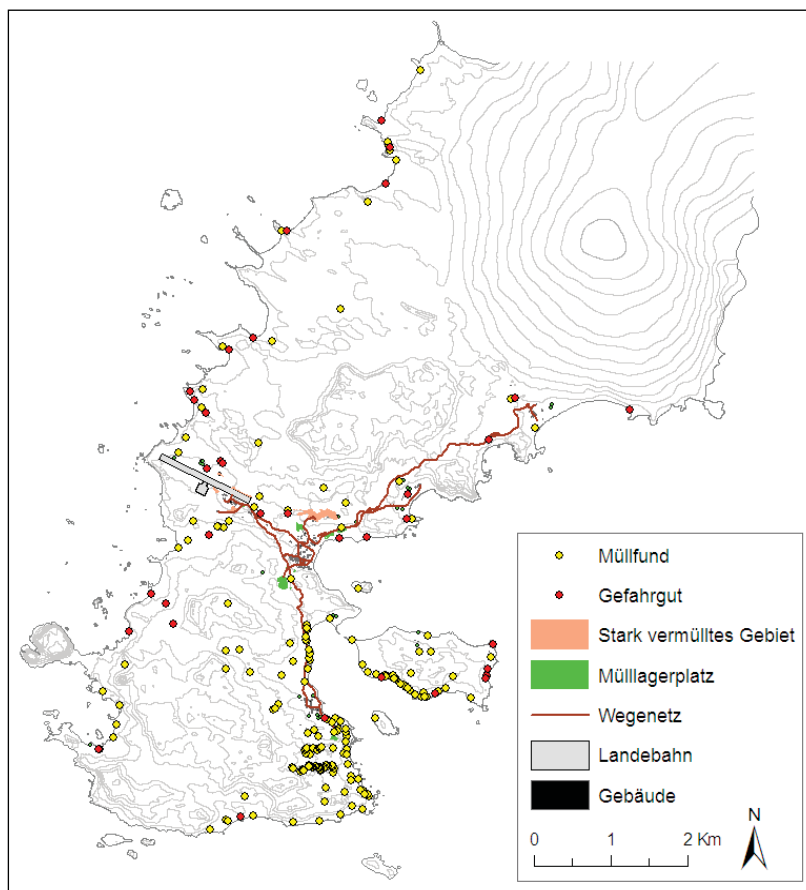 Müllfund
Gefahrgut
Stark vermülltes Gebiet
Mülllagerplatz
Wegenetz
Landebahn
Gebäude
N
0 1 2 Km